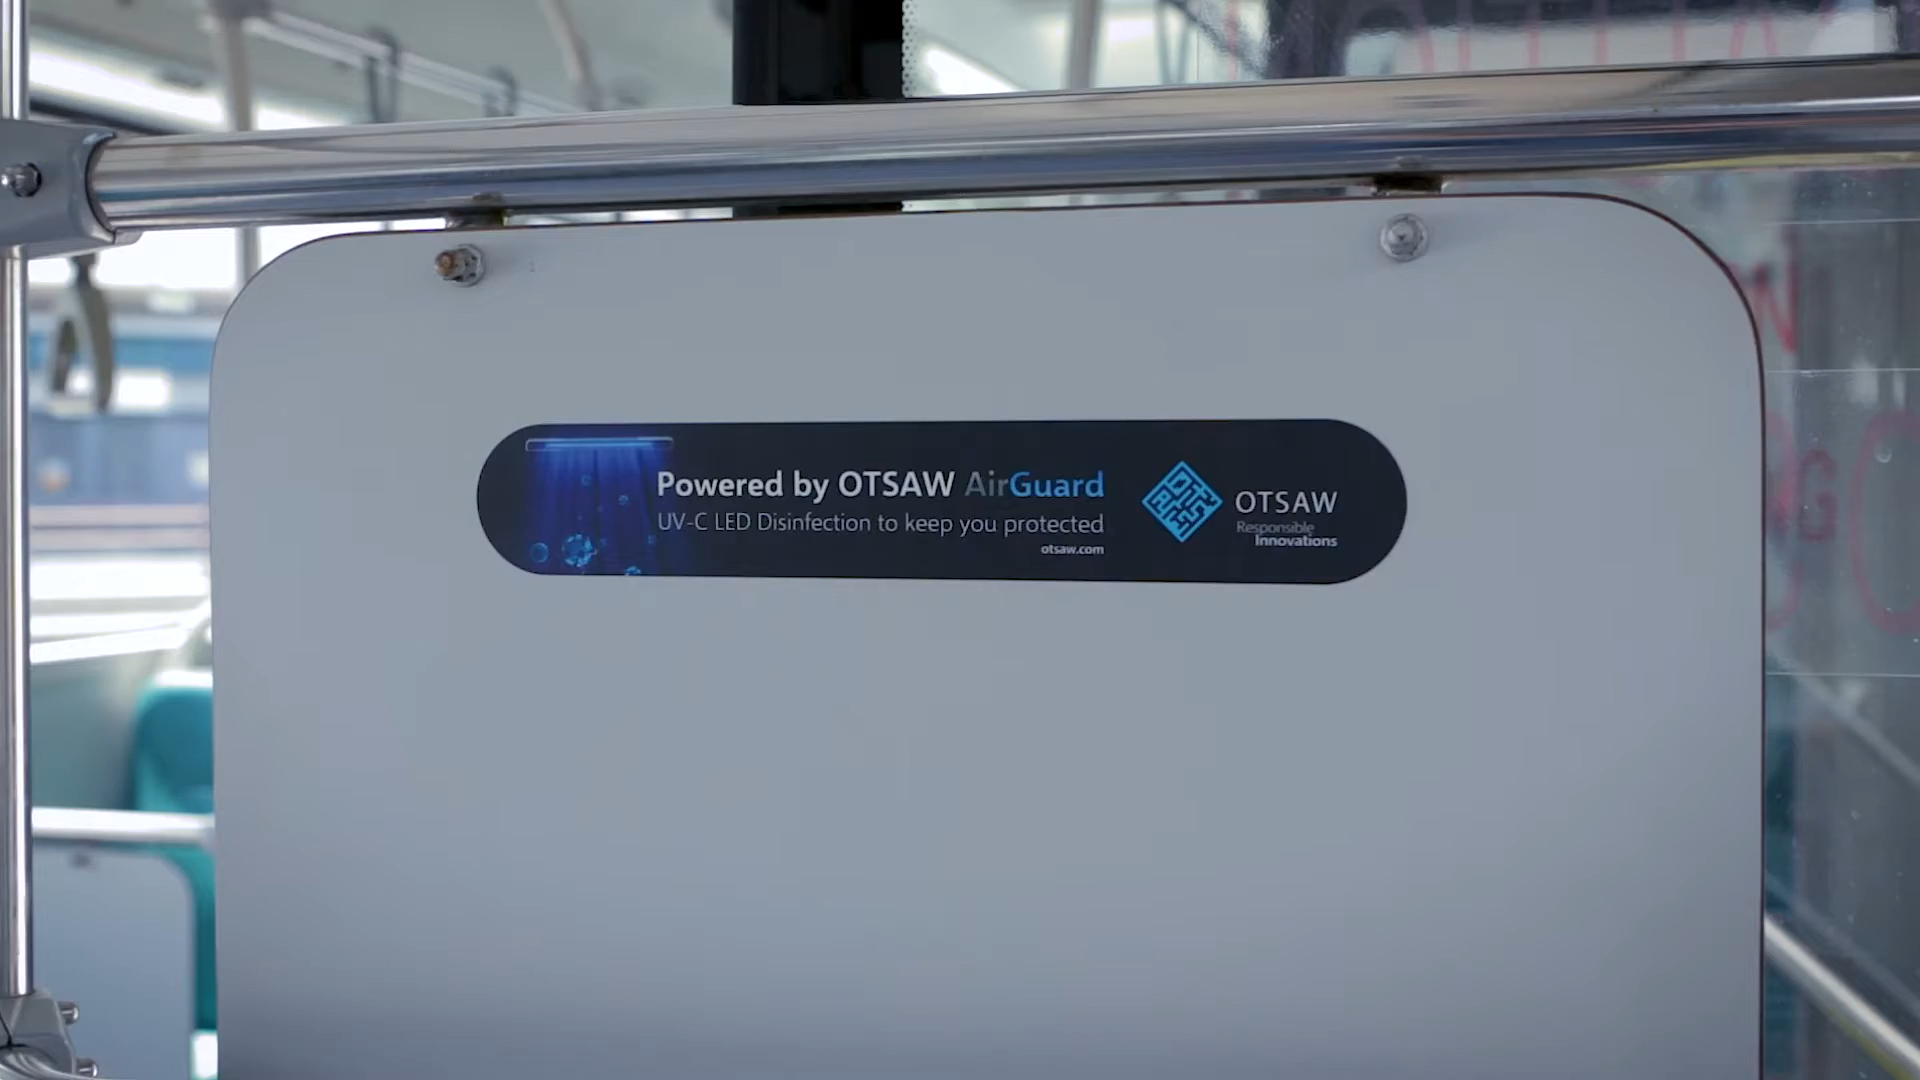 Powered by OTSAW AirGuard
UV-C LED Disinfection to keep you protected
otsaw.com
OTSAW
Responsible
Innovations